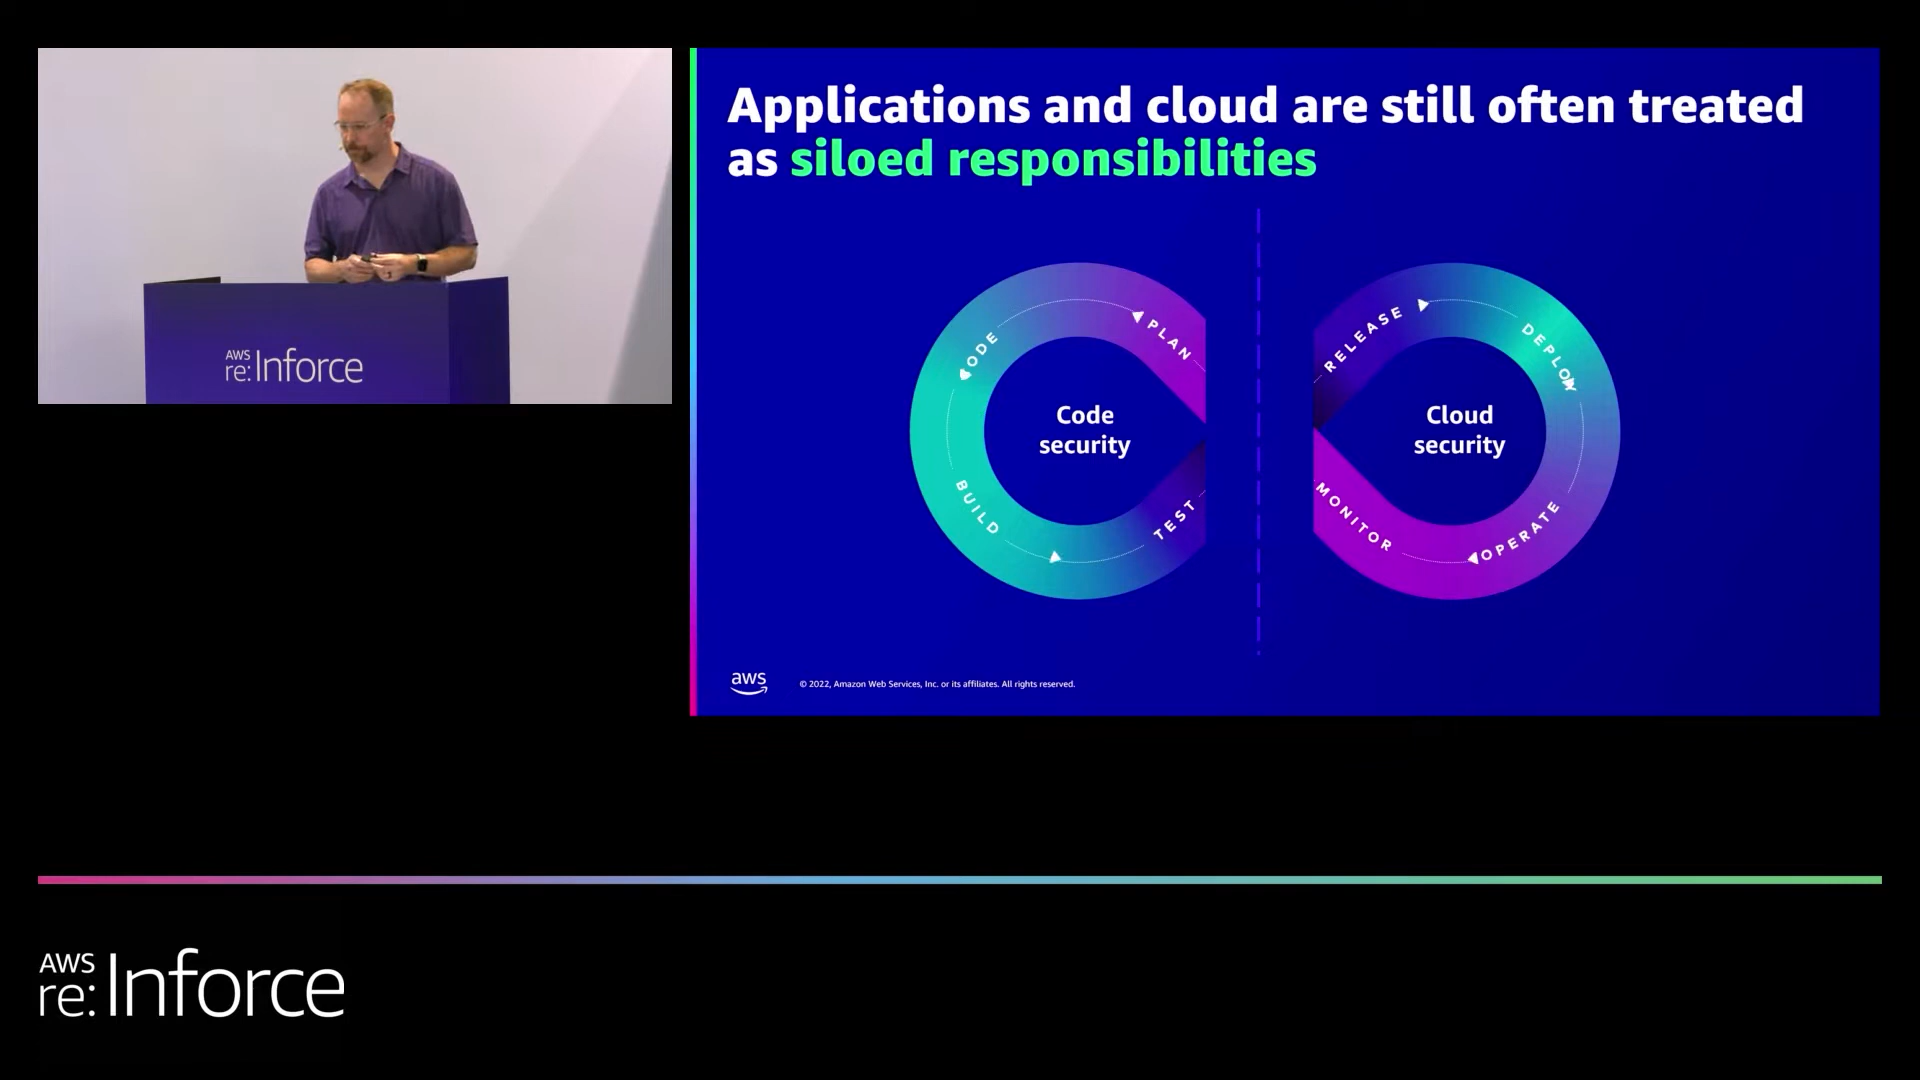 Applications and cloud are still often treated
as siloed responsibilities
PLAN
CODE
BUILD
TEST
Code
security
RELEASE
DEPLOY
OPERATE
MONITOR
Cloud
security
aws
© 2022, Amazon Web Services, Inc. or its affiliates. All rights reserved.
AWS
re:Inforce
AWS
re:Inforce